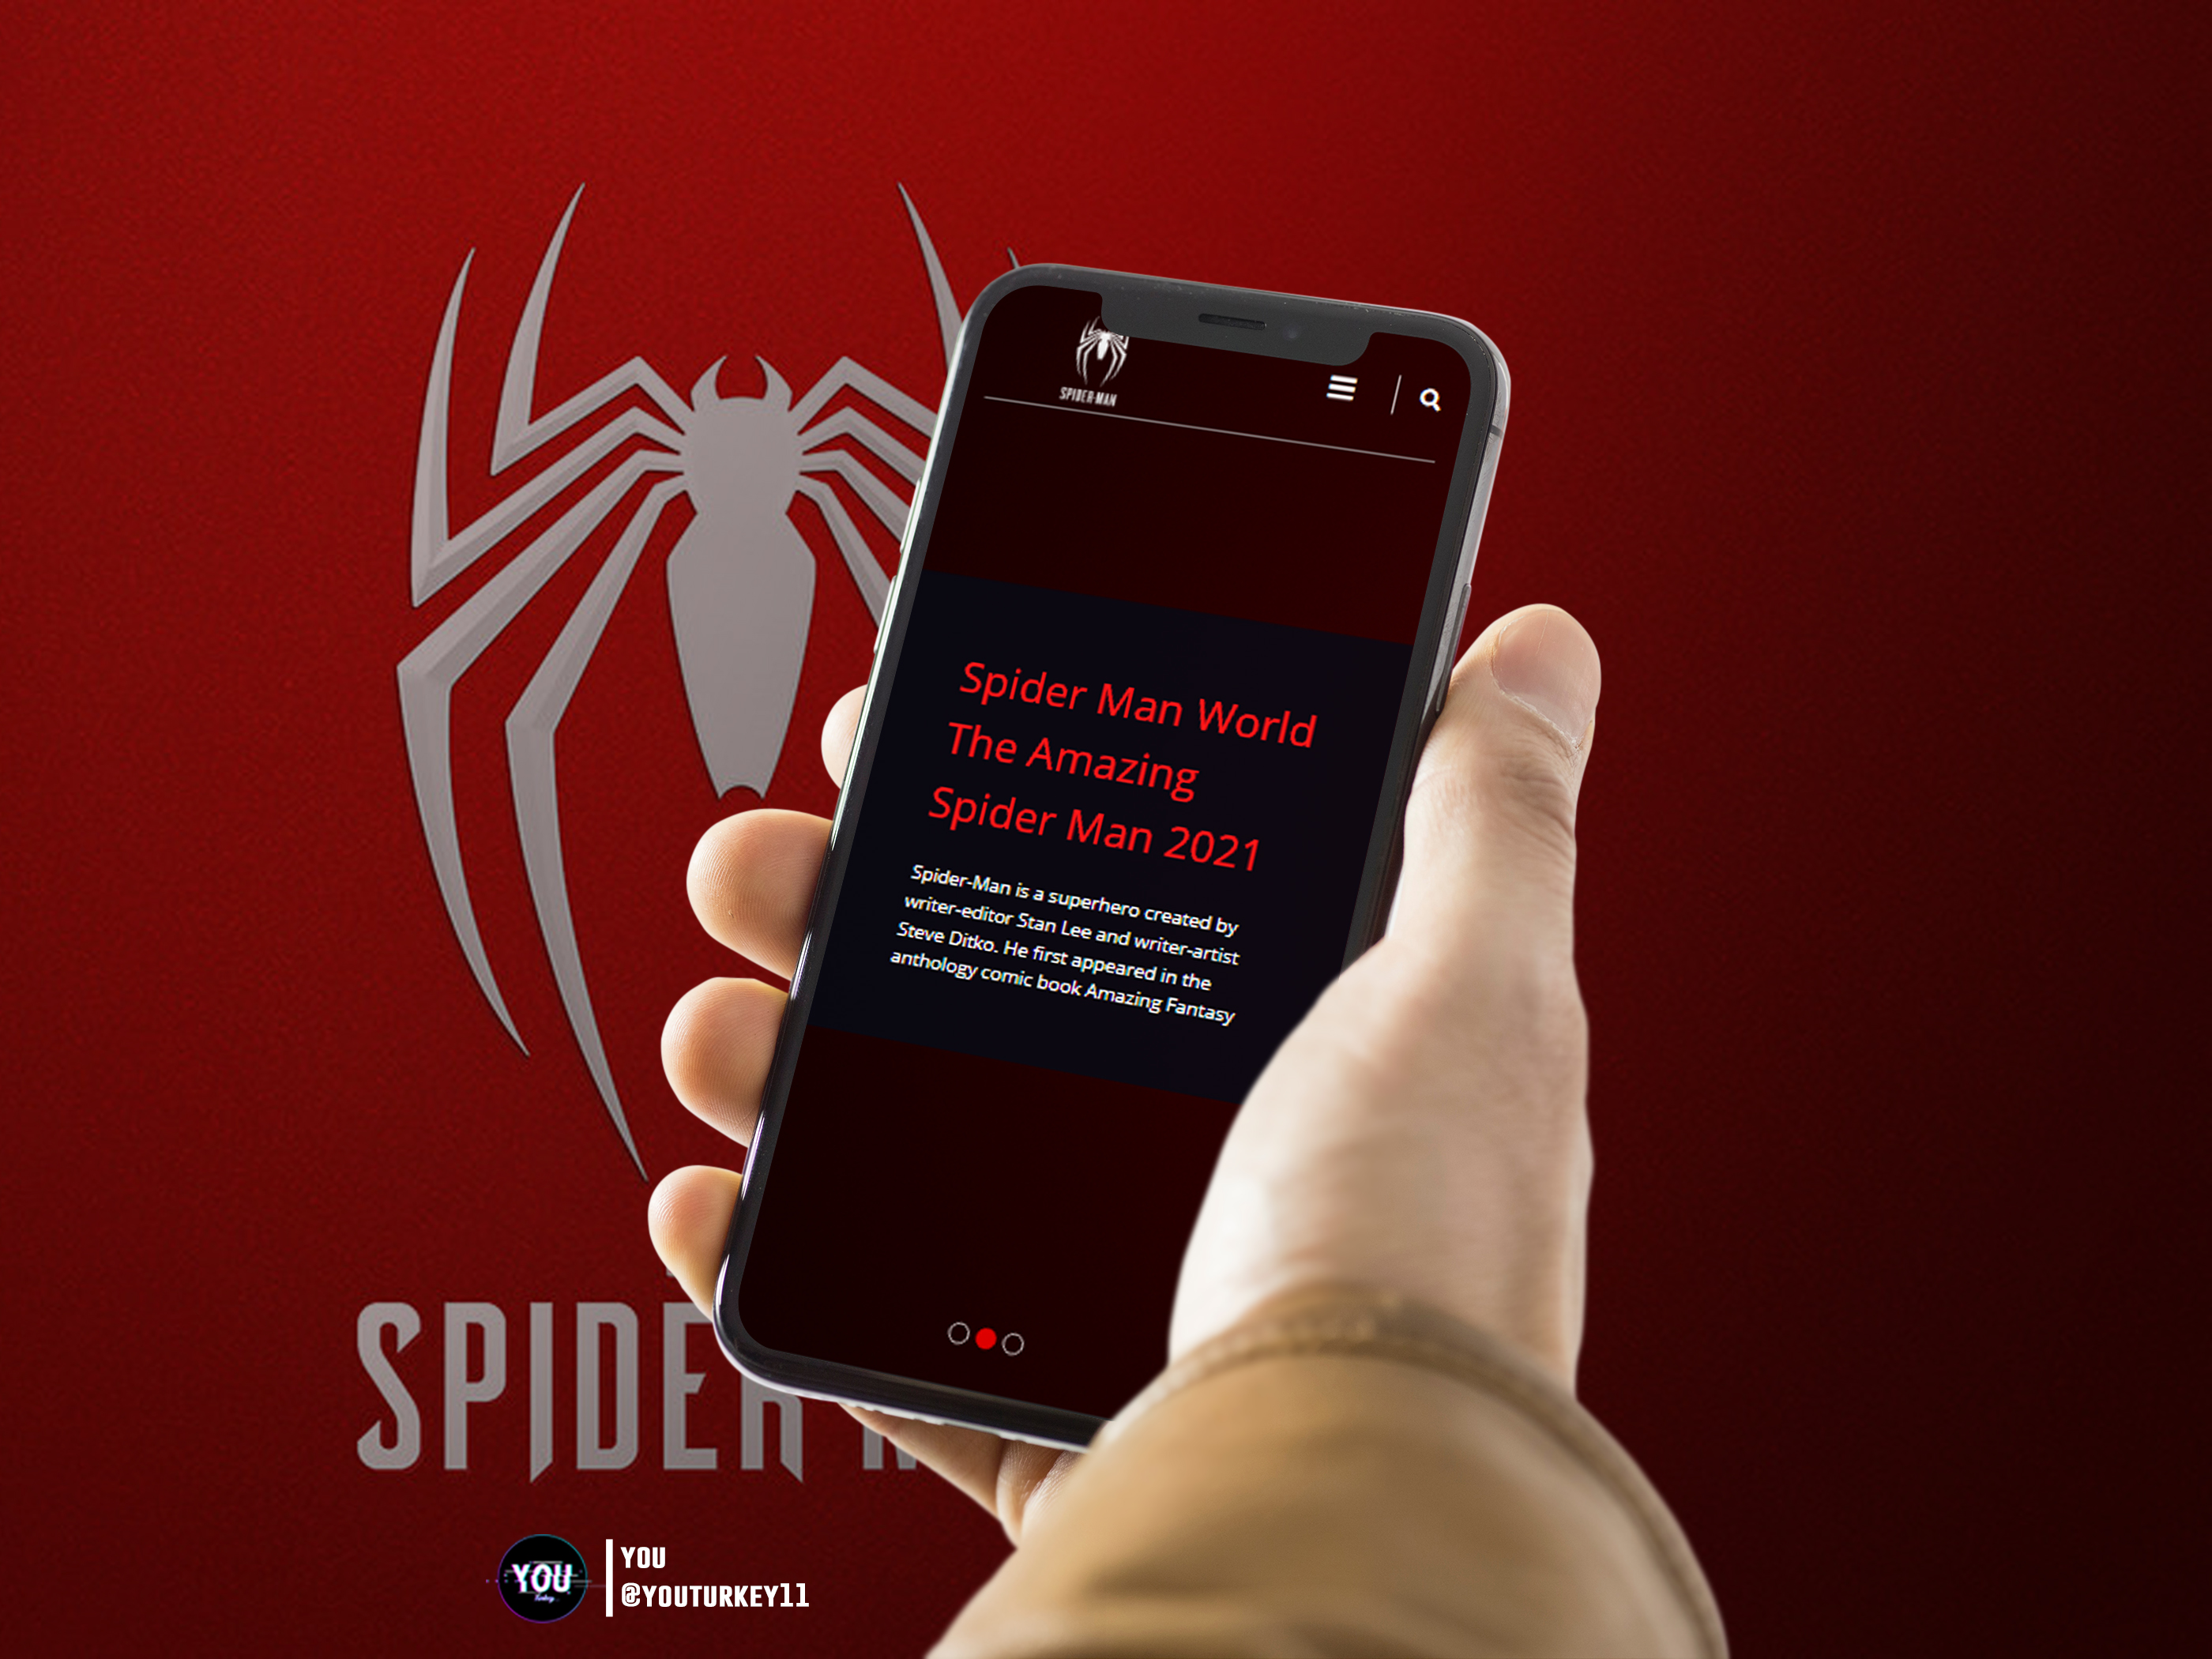 SPIDER-MAN
Spider Man World
The Amazing
Spider Man 2021
Spider-Man is a superhero created by
writer-editor Stan Lee and writer-artist
Steve Ditko. He first appeared in the
anthology comic book Amazing Fantasy
SPIDER
YOU
YOU
@YOUTURKEY11